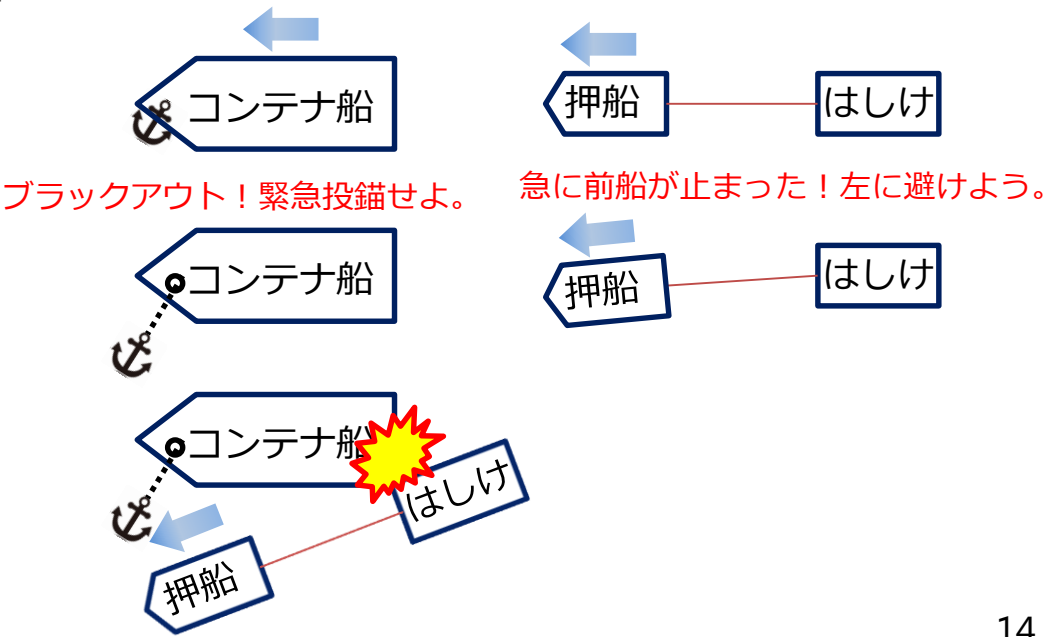 コンテナ船
押船
はしけ
ブラックアウト！緊急投錨せよ。
急に前船が止まった！左に避けよう。
コンテナ船
押船
はしけ
コンテナ船
はしけ
押船
14